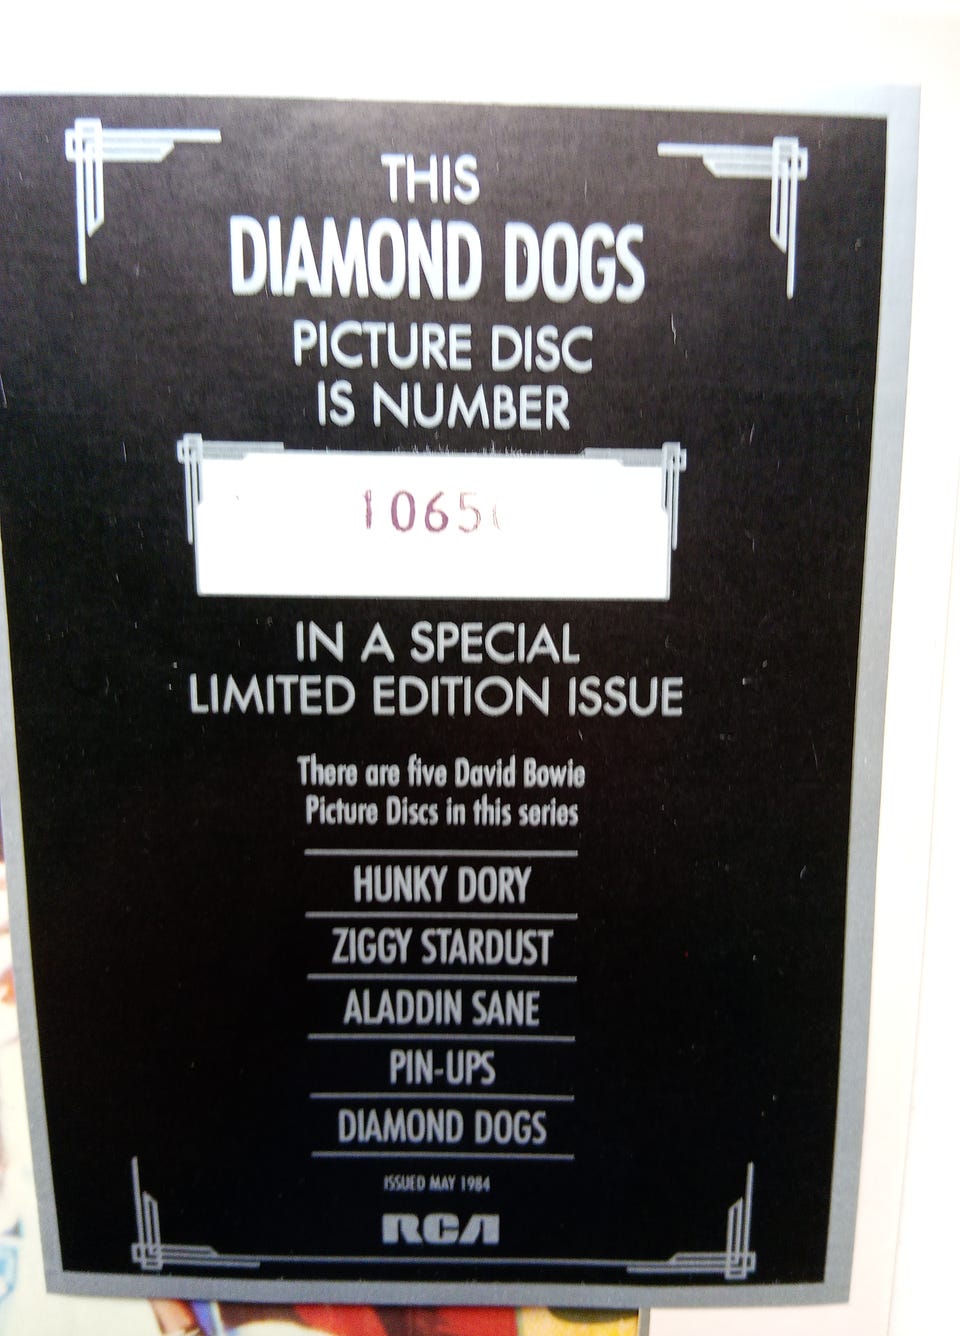 THIS
DIAMOND DOGS
PICTURE DISC
IS NUMBER
IN A SPECIAL
LIMITED EDITION ISSUE
There are five David Bowie
Picture Discs in this series
HUNKY DORY
ZIGGY STARDUST
ALADDIN SANE
PIN-UPS
DIAMOND DOGS
ISSUED MAY 1984
RCA